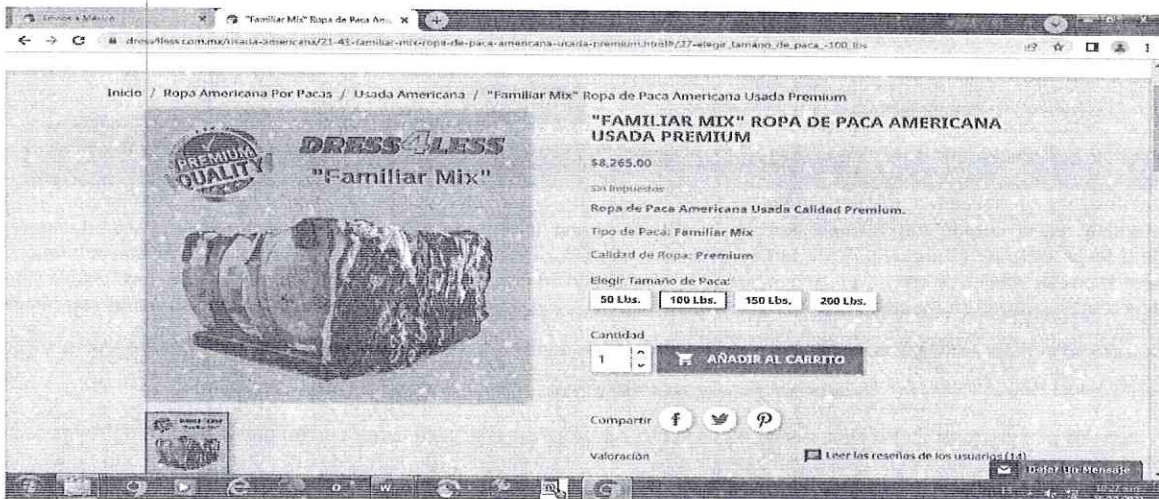 Envios a México
"Familiar Mix" Ropa de Paca Am...
Inicio / Ropa Americana Por Pacas / Usada Americana / "Familiar Mix" Ropa de Paca Americana Usada Premium
PREMIUM QUALITY
DRESS4LESS
"Familiar Mix"
"FAMILIAR MIX" ROPA DE PACA AMERICANA
USADA PREMIUM
$8,265.00
Sin impuestos
Ropa de Paca Americana Usada Calidad Premium.
Tipo de Paca: Familiar Mix
Calidad de Ropa: Premium
Elegir Tamaño de Paca:
50 Lbs. 100 Lbs. 150 Lbs. 200 Lbs.
Cantidad
1 AÑADIR AL CARRITO
Compartir
Valoración Leer las reseñas de los usuarios (14)
Dejar Un Mensaje